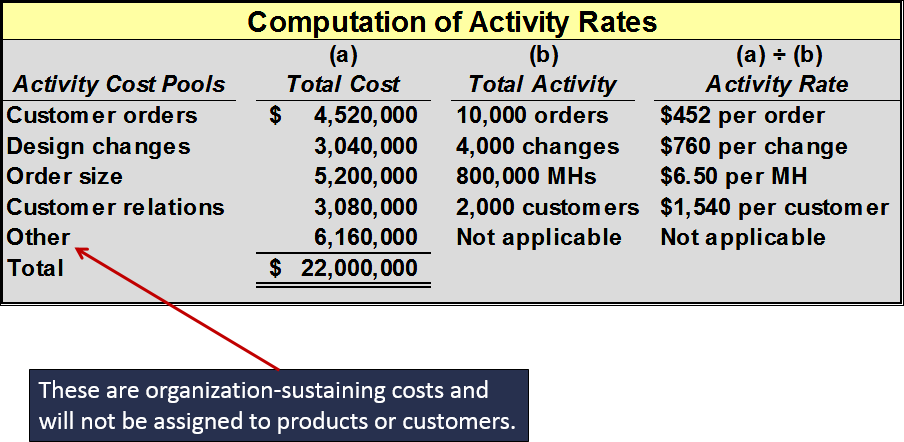 Computation of Activity Rates
(a) (b) (a) ÷ (b)
Activity Cost Pools Total Cost Total Activity Activity Rate
Customer orders $ 4,520,000 10,000 orders $452 per order
Design changes 3,040,000 4,000 changes $760 per change
Order size 5,200,000 800,000 MHs $6.50 per MH
Customer relations 3,080,000 2,000 customers $1,540 per customer
Other 6,160,000 Not applicable Not applicable
Total $ 22,000,000
These are organization-sustaining costs and
will not be assigned to products or customers.